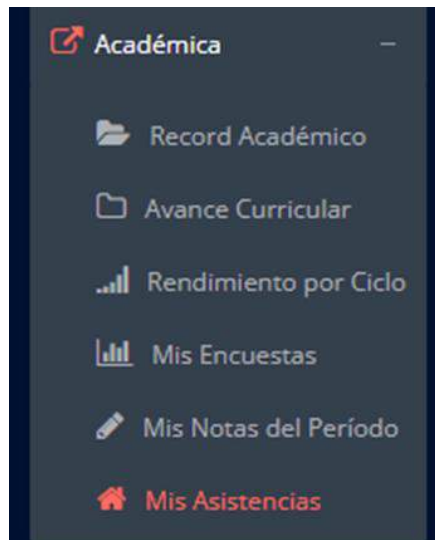 Académica
Record Académico
Avance Curricular
Rendimiento por Ciclo
Mis Encuestas
Mis Notas del Período
Mis Asistencias